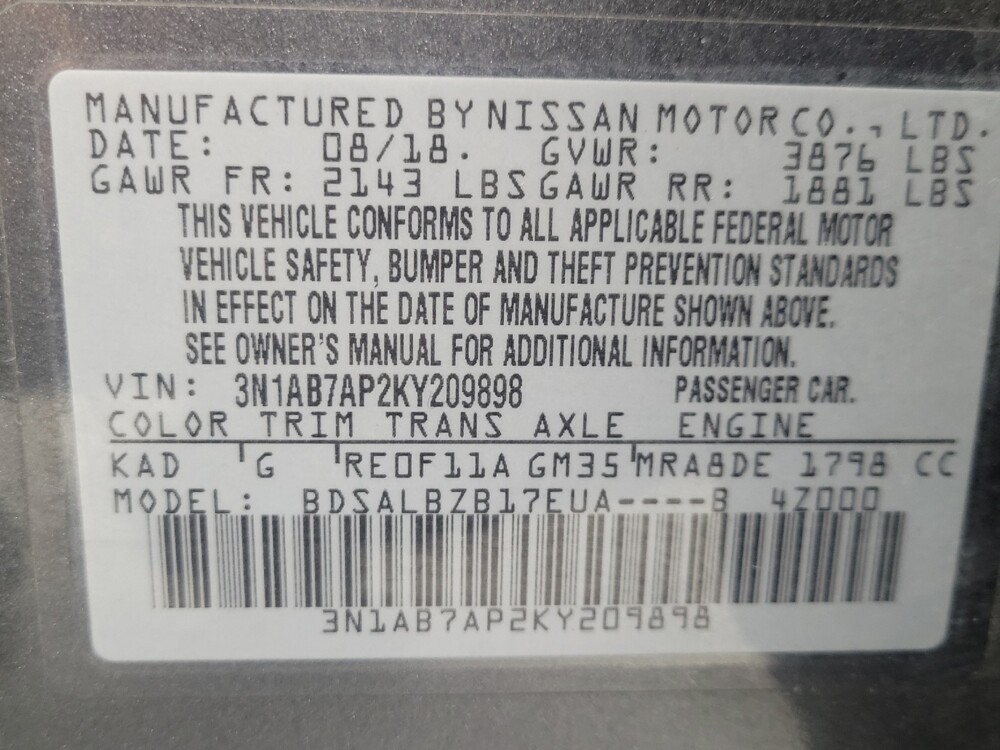 MANUFACTURED BY NISSAN MOTOR CO., LTD.
DATE: 08/18. GVWR: 3876 LBS
GAWR FR: 2143 LBS GAWR RR: 1881 LBS
THIS VEHICLE CONFORMS TO ALL APPLICABLE FEDERAL MOTOR
VEHICLE SAFETY, BUMPER AND THEFT PREVENTION STANDARDS
IN EFFECT ON THE DATE OF MANUFACTURE SHOWN ABOVE.
SEE OWNER'S MANUAL FOR ADDITIONAL INFORMATION.
VIN: 3N1AB7AP2KY209898 PASSENGER CAR.
COLOR TRIM TRANS AXLE ENGINE
KAD G RE0F11A GM35 MRA8DE 1798 CC
MODEL: BDSALBZB17EUA----B 4Z000
3N1AB7AP2KY209898